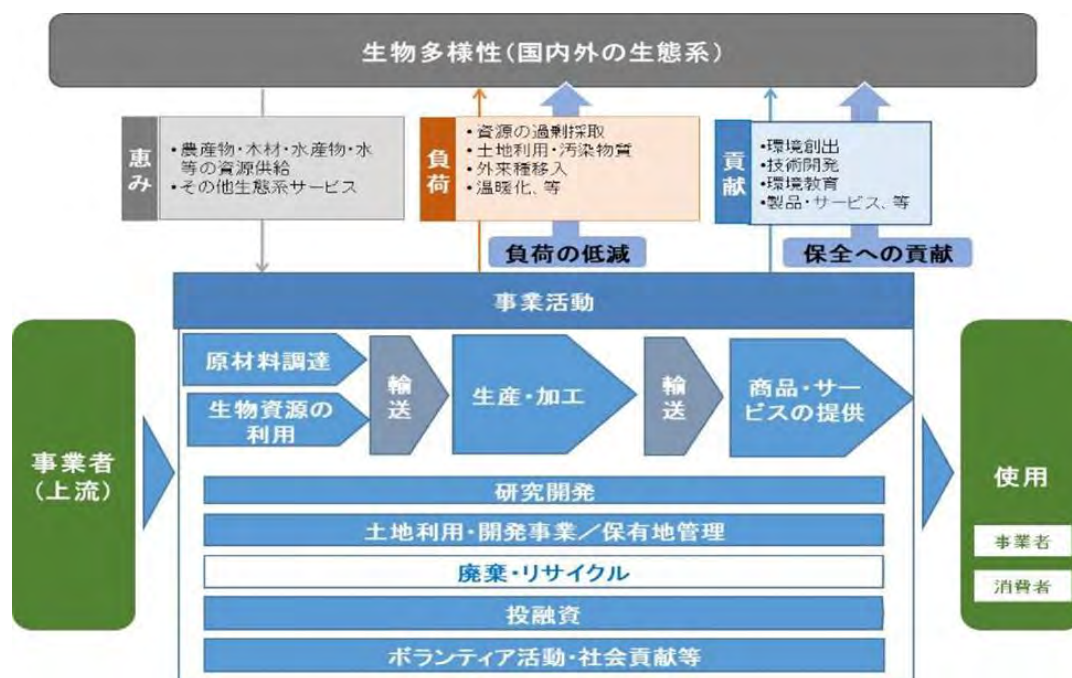 生物多様性(国内外の生態系)
恵み
•農産物・木材・水産物・水
等の資源供給
•その他生態系サービス
負荷
•資源の過剰採取
•土地利用・汚染物質
•外来種移入
•温暖化、等
貢献
•環境創出
•技術開発
•環境教育
•製品・サービス、等
負荷の低減
保全への貢献
事業活動
事業者
(上流)
原材料調達
生物資源の
利用
輸送
生産・加工
輸送
商品・サー
ビスの提供
研究開発
土地利用・開発事業／保有地管理
廃棄・リサイクル
投融資
ボランティア活動・社会貢献等
使用
事業者
消費者